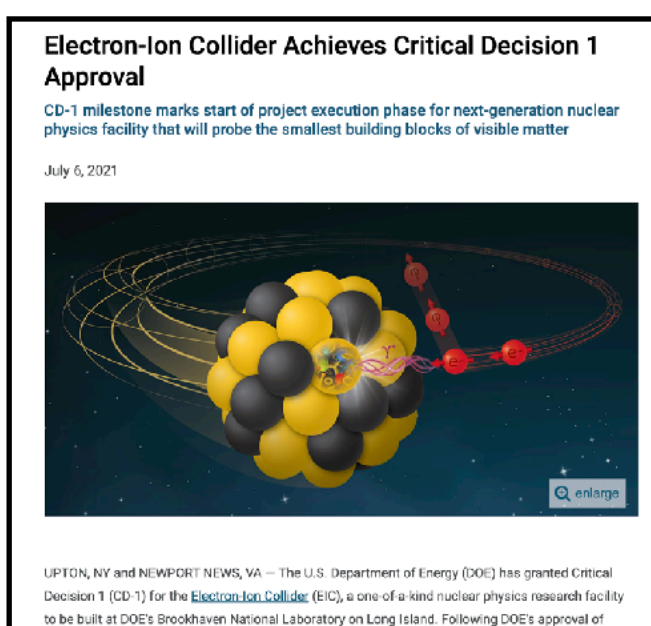 Electron-Ion Collider Achieves Critical Decision 1
Approval
CD-1 milestone marks start of project execution phase for next-generation nuclear
physics facility that will probe the smallest building blocks of visible matter
July 6, 2021
e-
e-
e-
e-
γ*
enlarge
UPTON, NY and NEWPORT NEWS, VA — The U.S. Department of Energy (DOE) has granted Critical
Decision 1 (CD-1) for the Electron-Ion Collider (EIC), a one-of-a-kind nuclear physics research facility
to be built at DOE's Brookhaven National Laboratory on Long Island. Following DOE's approval of